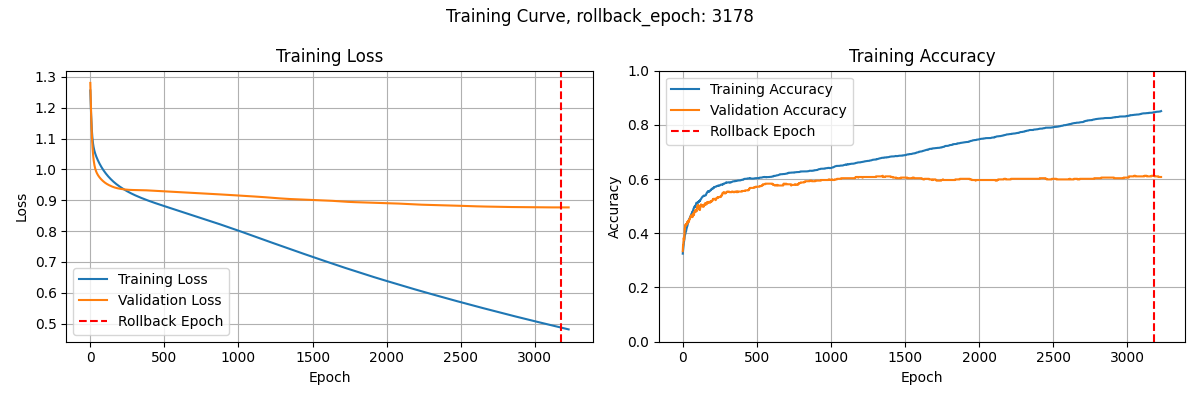 Training Curve, rollback_epoch: 3178
Training Loss
Loss
1.3
1.2
1.1
1.0
0.9
0.8
0.7
0.6
0.5
Training Loss
Validation Loss
Rollback Epoch
0 500 1000 1500 2000 2500 3000
Epoch
Training Accuracy
Accuracy
1.0
0.8
0.6
0.4
0.2
0.0
Training Accuracy
Validation Accuracy
Rollback Epoch
0 500 1000 1500 2000 2500 3000
Epoch